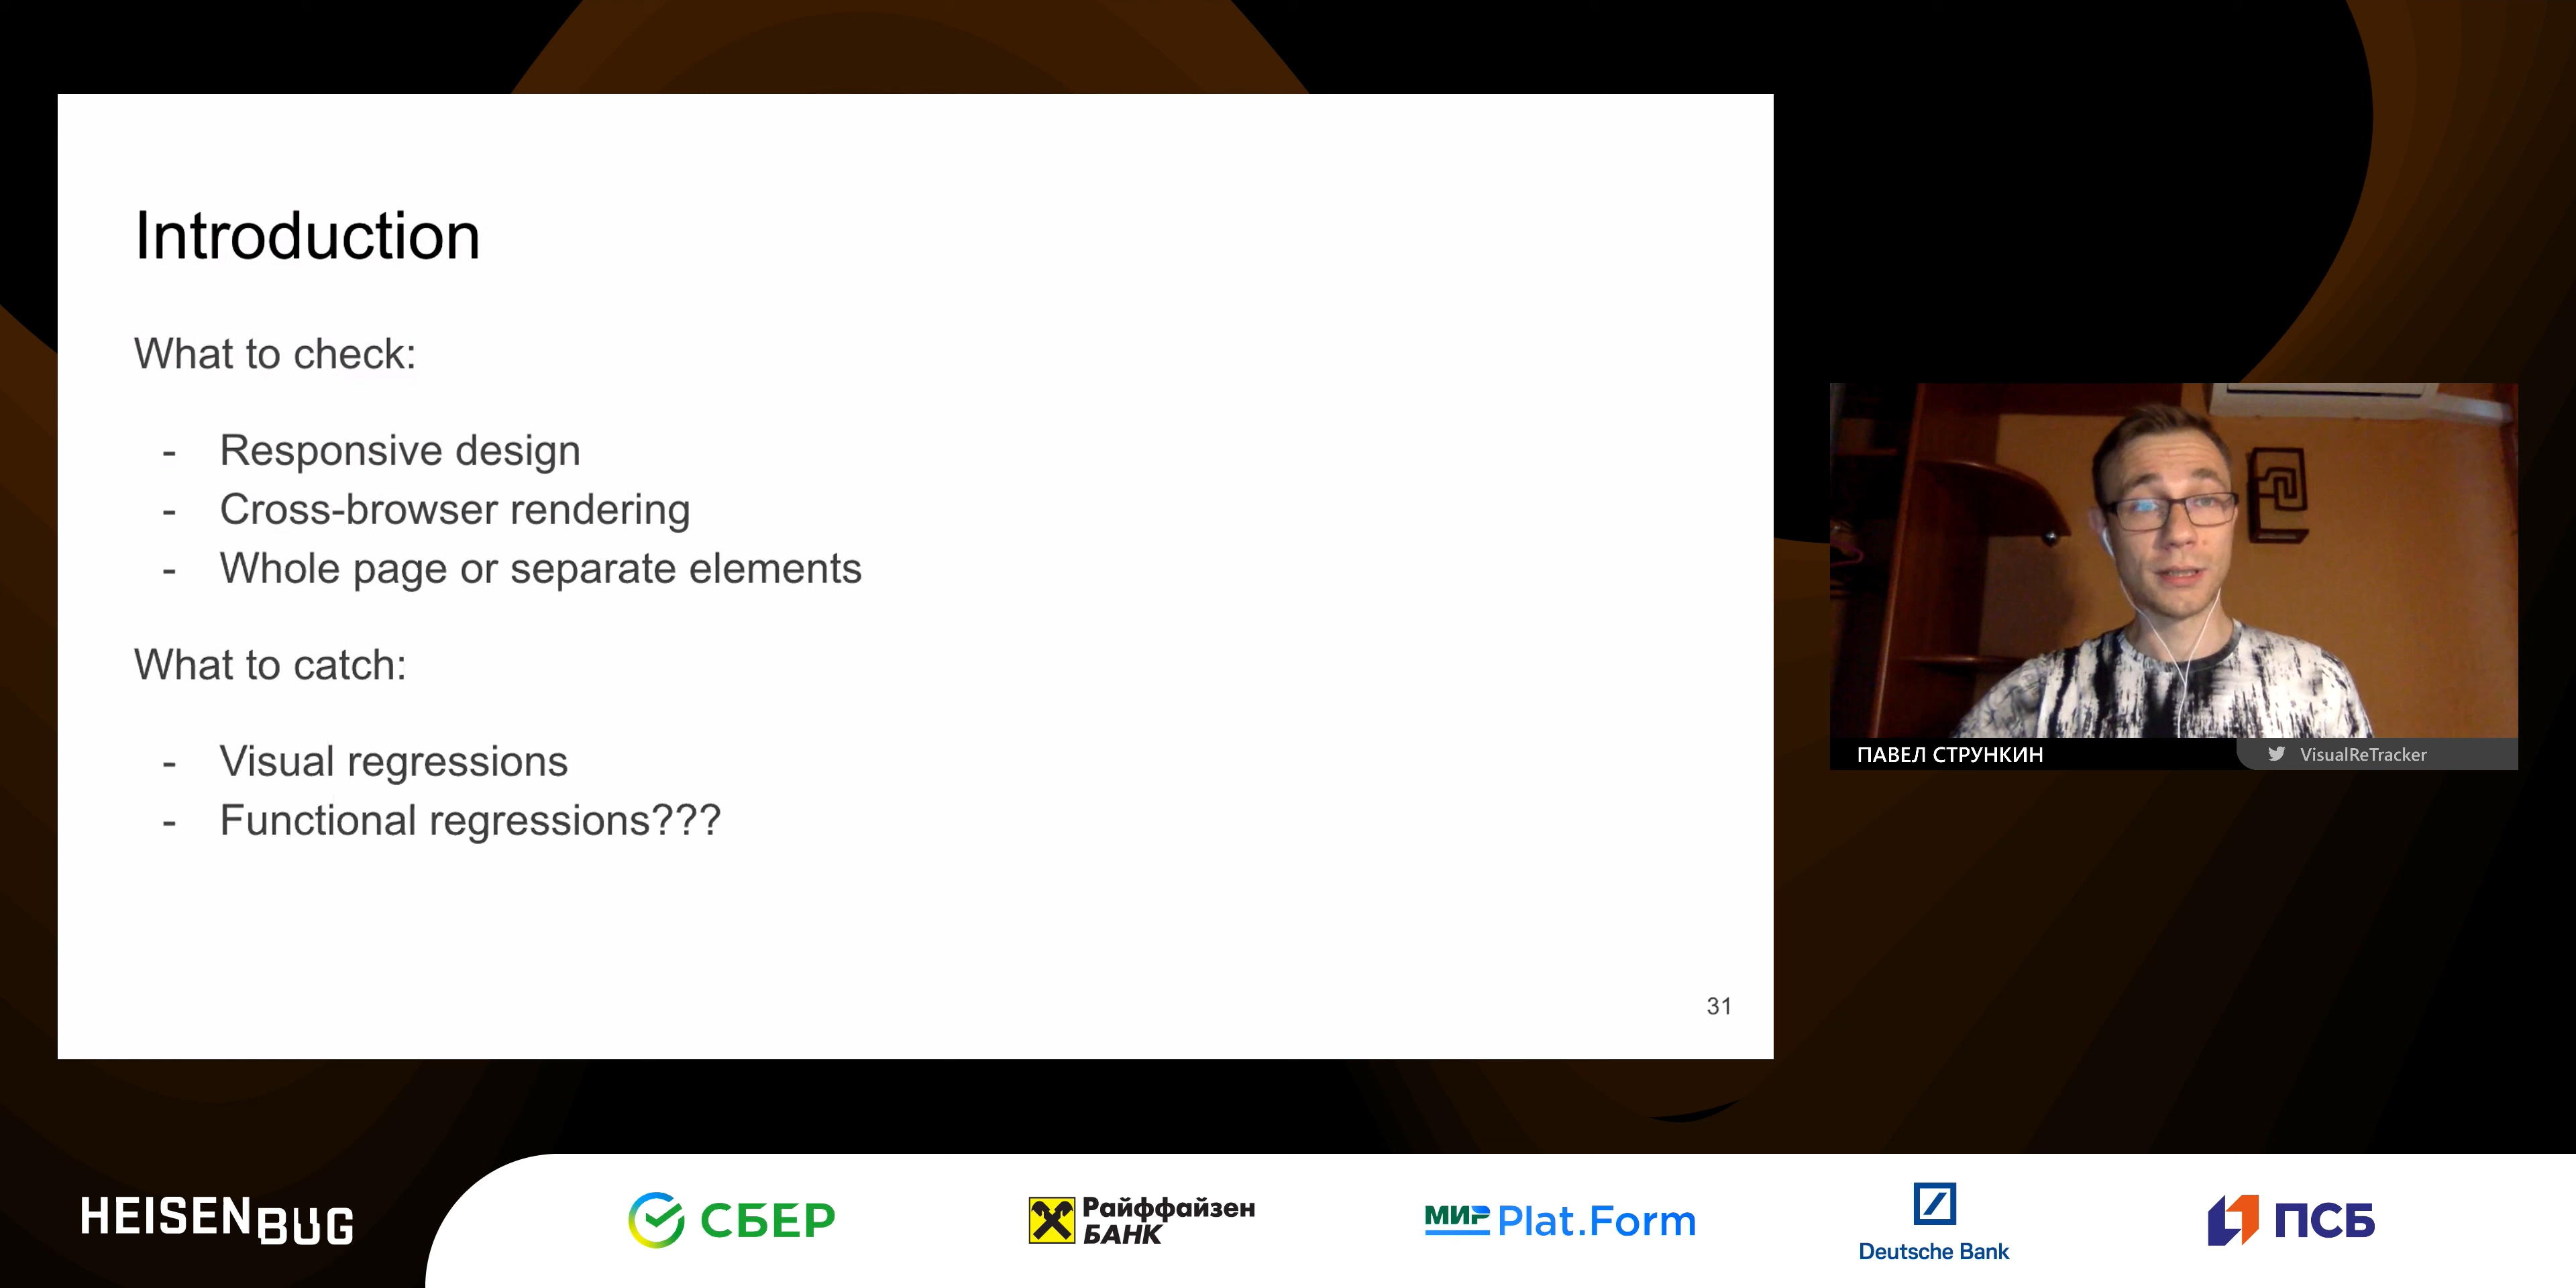 Introduction
What to check:
- Responsive design
- Cross-browser rendering
- Whole page or separate elements
What to catch:
- Visual regressions
- Functional regressions???
31
ПАВЕЛ СТРУНКИН
VisualReTracker
HEISENBUG
СБЕР
Райффайзен
БАНК
МИР Plat.Form
Deutsche Bank
ПСБ